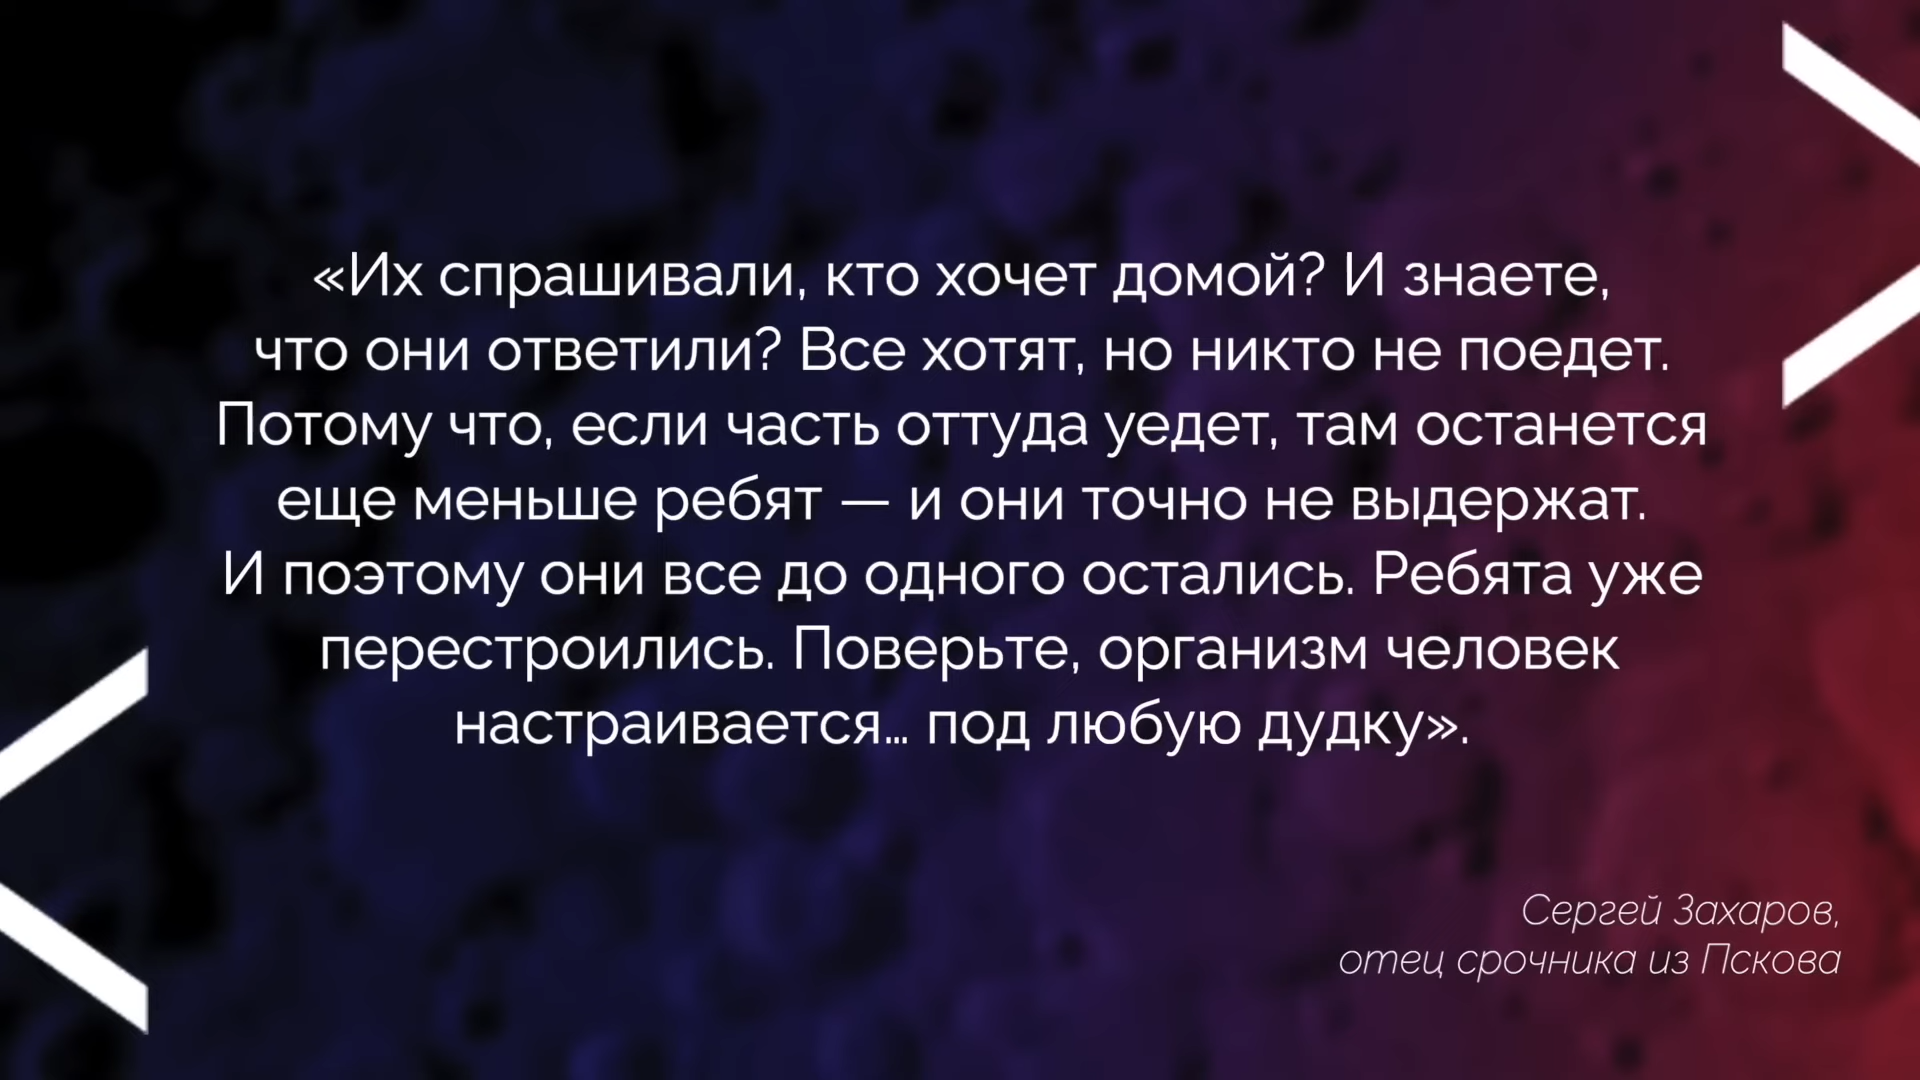 «Их спрашивали, кто хочет домой? И знаете,
что они ответили? Все хотят, но никто не поедет.
Потому что, если часть оттуда уедет, там останется
еще меньше ребят — и они точно не выдержат.
И поэтому они все до одного остались. Ребята уже
перестроились. Поверьте, организм человек
настраивается… под любую дудку».
Сергей Захаров,
отец срочника из Пскова